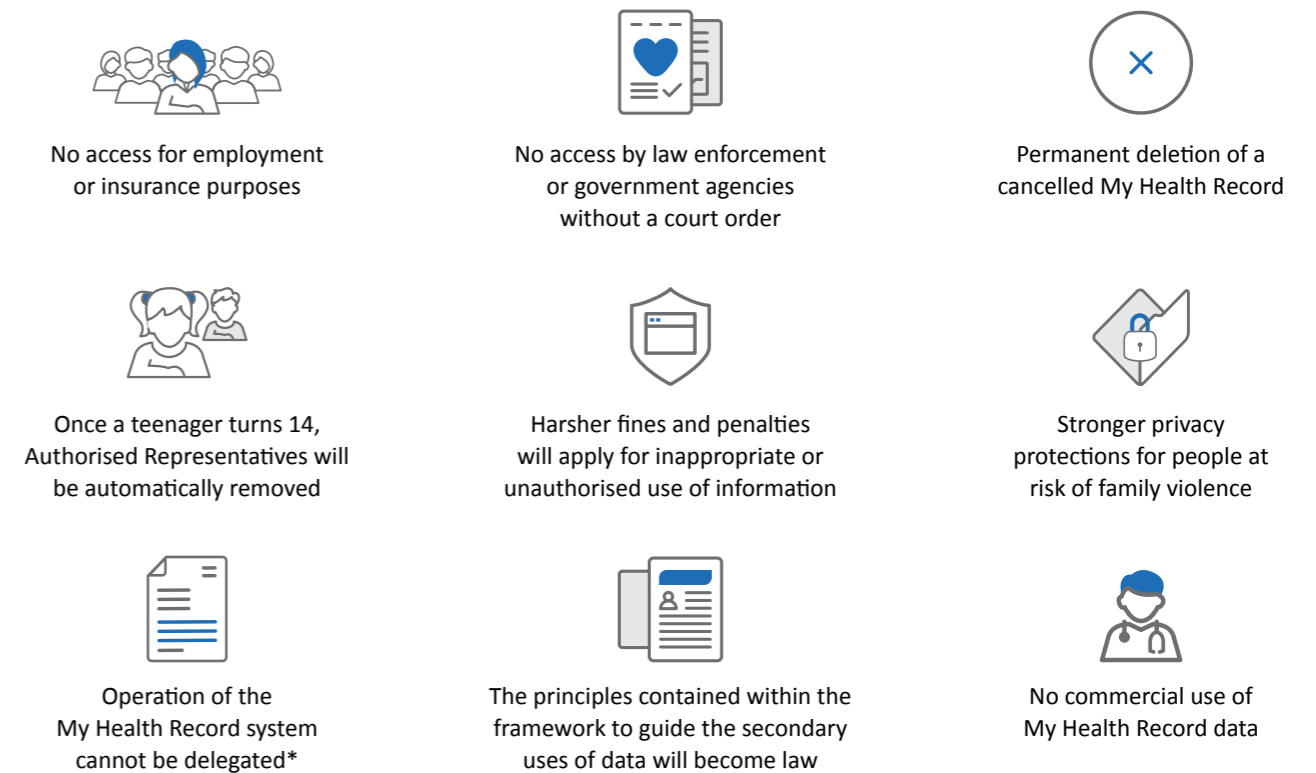 No access for employment
or insurance purposes
No access by law enforcement
or government agencies
without a court order
Permanent deletion of a
cancelled My Health Record
Once a teenager turns 14,
Authorised Representatives will
be automatically removed
Harsher fines and penalties
will apply for inappropriate or
unauthorised use of information
Stronger privacy
protections for people at
risk of family violence
Operation of the
My Health Record system
cannot be delegated*
The principles contained within the
framework to guide the secondary
uses of data will become law
No commercial use of
My Health Record data